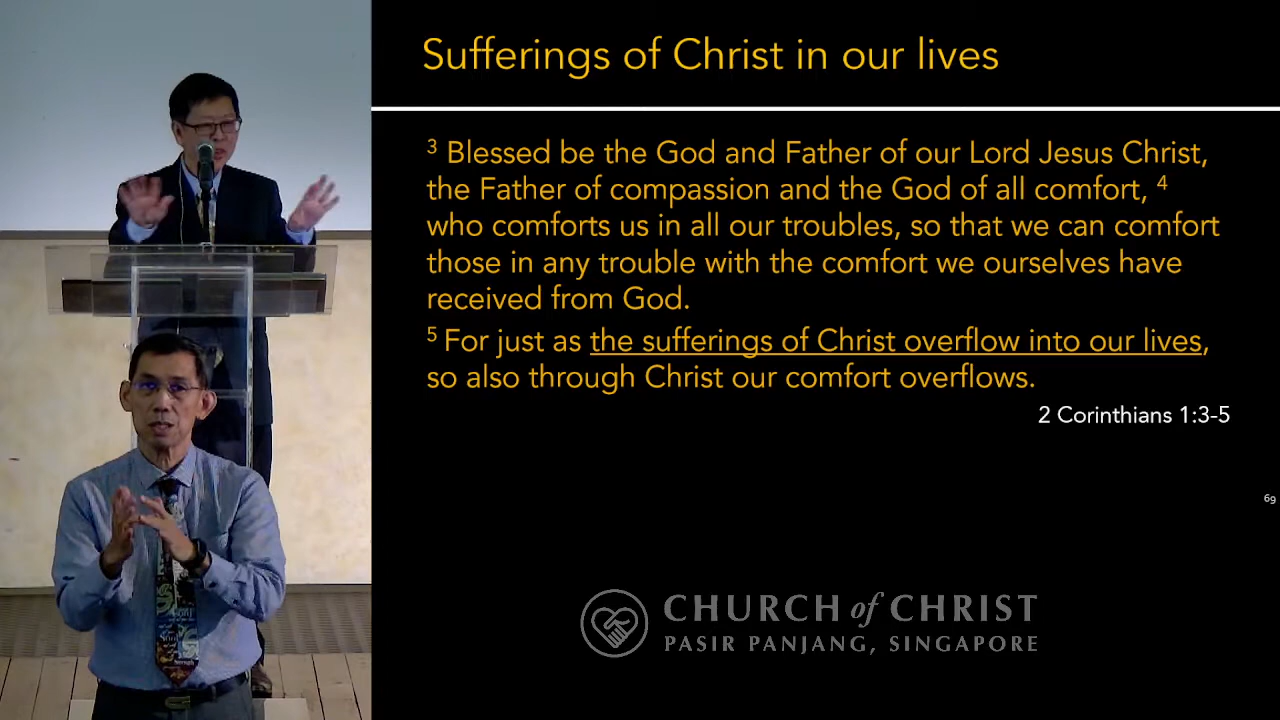 Sufferings of Christ in our lives
3 Blessed be the God and Father of our Lord Jesus Christ,
the Father of compassion and the God of all comfort, 4
who comforts us in all our troubles, so that we can comfort
those in any trouble with the comfort we ourselves have
received from God.
5 For just as the sufferings of Christ overflow into our lives,
so also through Christ our comfort overflows.
2 Corinthians 1:3-5
69
CHURCH of CHRIST
PASIR PANJANG, SINGAPORE